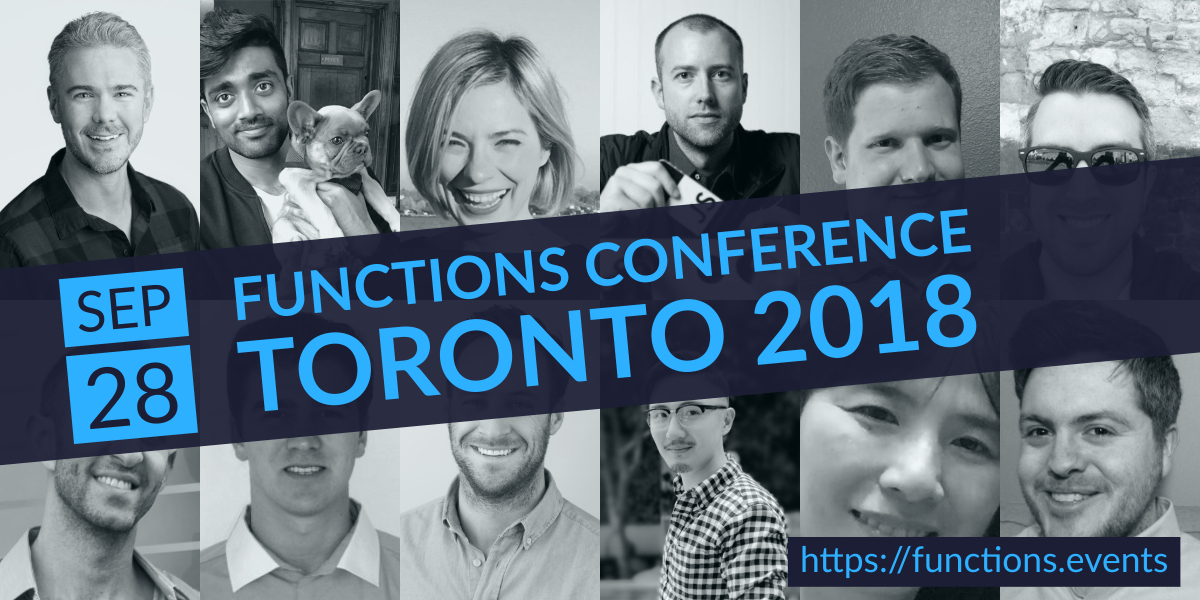 SEP
28
FUNCTIONS CONFERENCE
TORONTO 2018
https://functions.events